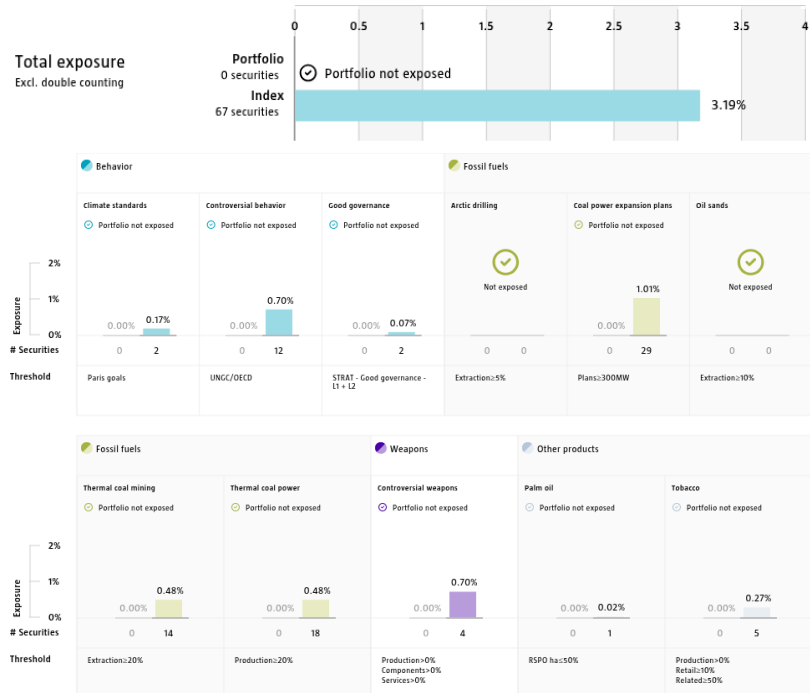 0 0.5 1 1.5 2 2.5 3 3.5 4
Total exposure
Excl. double counting
Portfolio
0 securities
Portfolio not exposed
Index
67 securities
3.19%
Behavior
Fossil fuels
Climate standards
Controversial behavior
Good governance
Arctic drilling
Coal power expansion plans
Oil sands
Portfolio not exposed
Portfolio not exposed
Portfolio not exposed
Portfolio not exposed
Not exposed
Not exposed
Exposure
2%
1%
0%
0.00% 0.17%
0.00% 0.70%
0.00% 0.07%
0.00% 1.01%
# Securities
0 2
0 12
0 2
0 0
0 29
0 0
Threshold
Paris goals
UNGC/OECD
STRAT - Good governance -
L1 + L2
Extraction≥5%
Plans≥300MW
Extraction≥10%
Fossil fuels
Weapons
Other products
Thermal coal mining
Thermal coal power
Controversial weapons
Palm oil
Tobacco
Portfolio not exposed
Portfolio not exposed
Portfolio not exposed
Portfolio not exposed
Portfolio not exposed
Exposure
2%
1%
0%
0.00% 0.48%
0.00% 0.48%
0.00% 0.70%
0.00% 0.02%
0.00% 0.27%
# Securities
0 14
0 18
0 4
0 1
0 5
Threshold
Extraction≥20%
Production≥20%
Production>0%
Components>0%
Services>0%
RSPO ha≤50%
Production>0%
Retail≥10%
Related≥50%